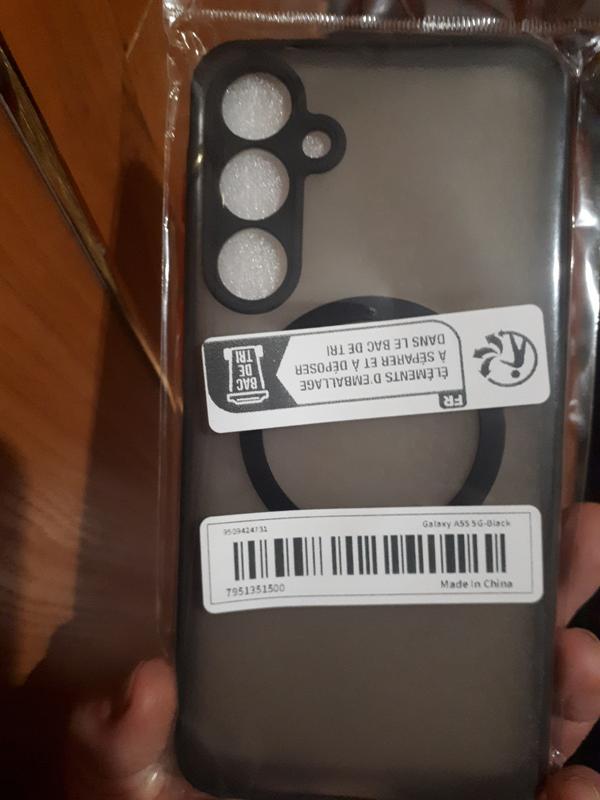 FR
ÉLÉMENTS D'EMBALLAGE
À SÉPARER ET À DÉPOSER
DANS LE BAC DE TRI
BAC
DE
TRI
9509424731
Galaxy A55 5G-Black
7951351500
Made in China